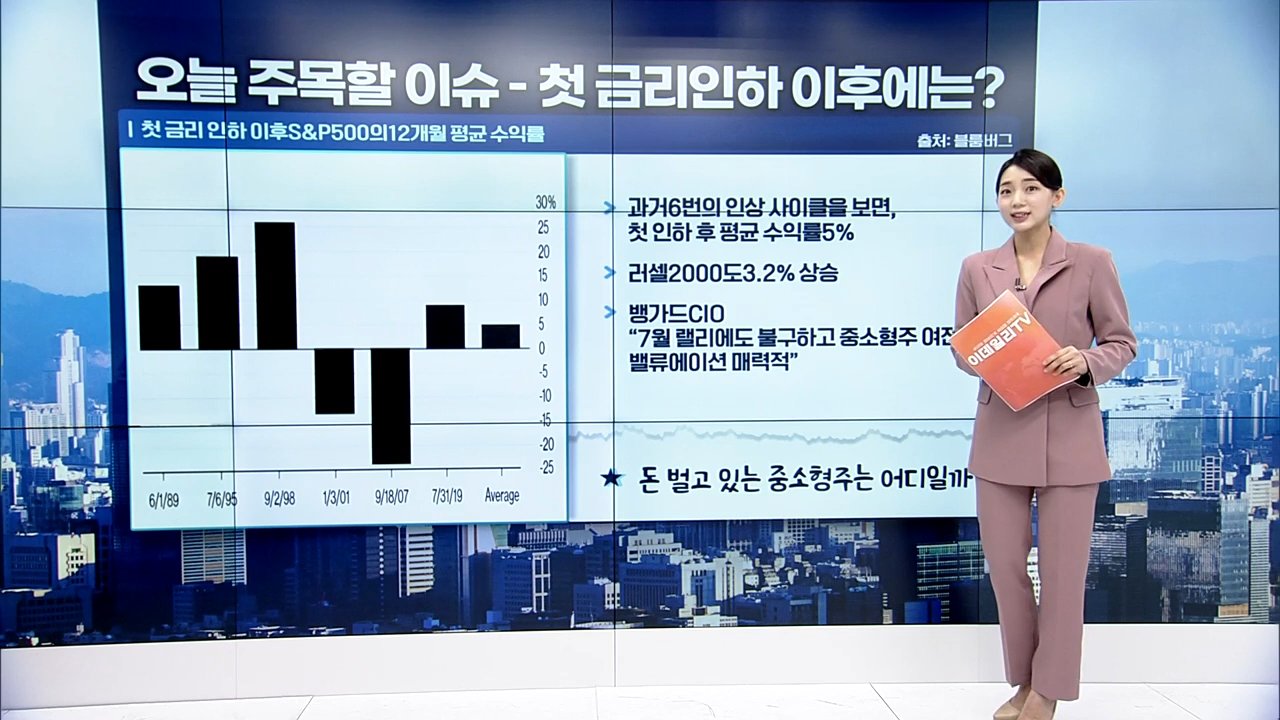 오늘 주목할 이슈 - 첫 금리인하 이후에는?
첫 금리 인하 이후S&P500의12개월 평균 수익률
출처: 블룸버그
30%
25
20
15
10
5
0
-5
-10
-15
-20
-25
6/1/89 7/6/95 9/2/98 1/3/01 9/18/07 7/31/19 Average
과거6번의 인상 사이클을 보면,
첫 인하 후 평균 수익률5%
러셀2000도3.2% 상승
뱅가드CIO
“7월 랠리에도 불구하고 중소형주 여전
밸류에이션 매력적”
★ 돈 벌고 있는 중소형주는 어디일까
이데일리TV